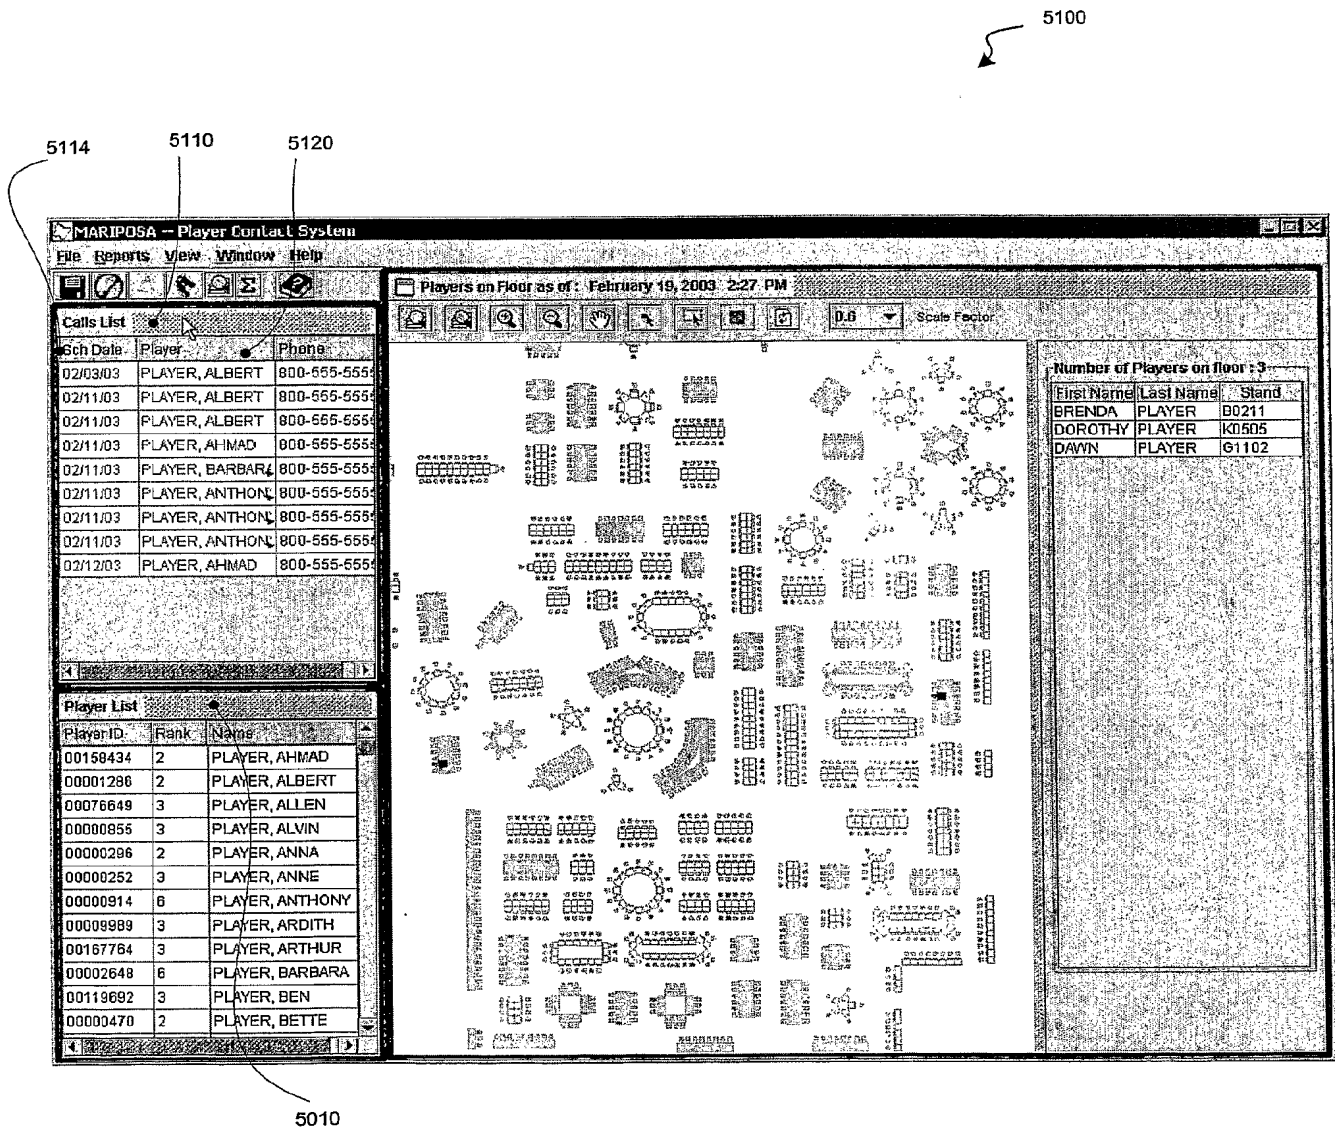 5100
5114
5110
5120
MARIPOSA -- Player Contact System
File Reports View Window Help
Players on Floor as of : February 19, 2003 2:27 PM
0.6 Scale Factor
Calls List
Sch Date Player Phone
02/03/03 PLAYER, ALBERT 800-555-555
02/11/03 PLAYER, ALBERT 800-555-555
02/11/03 PLAYER, ALBERT 800-555-555
02/11/03 PLAYER, AHMAD 800-555-555
02/11/03 PLAYER, BARBAR 800-555-555
02/11/03 PLAYER, ANTHON 800-555-555
02/11/03 PLAYER, ANTHON 800-555-555
02/11/03 PLAYER, ANTHON 800-555-555
02/12/03 PLAYER, AHMAD 800-555-555
Number of Players on floor : 3
First Name Last Name Stand
BRENDA PLAYER B0211
DOROTHY PLAYER K0505
DAWN PLAYER G1102
Player List
Player ID Rank Name
00158434 2 PLAYER, AHMAD
00001286 2 PLAYER, ALBERT
00076649 3 PLAYER, ALLEN
00000855 3 PLAYER, ALVIN
00000296 2 PLAYER, ANNA
00000252 3 PLAYER, ANNE
00000914 6 PLAYER, ANTHONY
00009989 3 PLAYER, ARDITH
00167764 3 PLAYER, ARTHUR
00002648 6 PLAYER, BARBARA
00119692 3 PLAYER, BEN
00000470 2 PLAYER, BETTE
5010